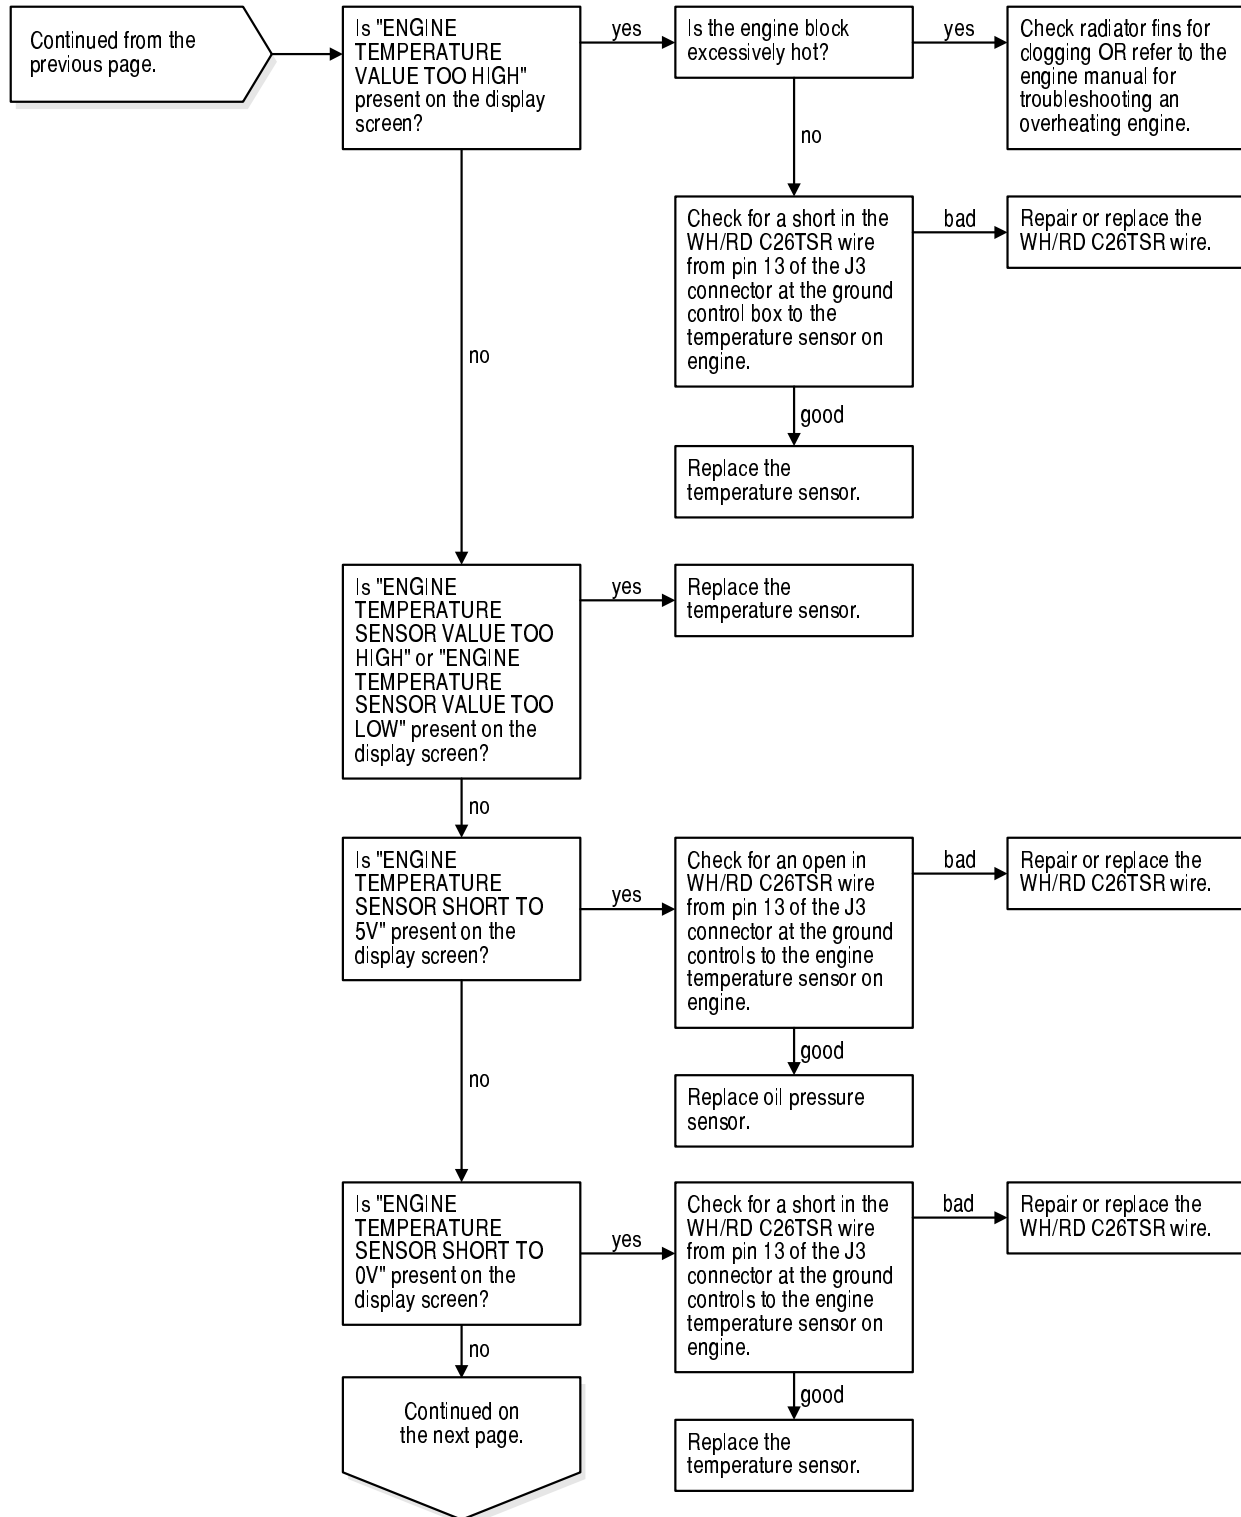 Continued from the
previous page.
Is "ENGINE
TEMPERATURE
VALUE TOO HIGH"
present on the display
screen?
yes
Is the engine block
excessively hot?
yes
Check radiator fins for
clogging OR refer to the
engine manual for
troubleshooting an
overheating engine.
no
Check for a short in the
WH/RD C26TSR wire
from pin 13 of the J3
connector at the ground
control box to the
temperature sensor on
engine.
bad
Repair or replace the
WH/RD C26TSR wire.
good
Replace the
temperature sensor.
no
Is "ENGINE
TEMPERATURE
SENSOR VALUE TOO
HIGH" or "ENGINE
TEMPERATURE
SENSOR VALUE TOO
LOW" present on the
display screen?
yes
Replace the
temperature sensor.
no
Is "ENGINE
TEMPERATURE
SENSOR SHORT TO
5V" present on the
display screen?
yes
Check for an open in
WH/RD C26TSR wire
from pin 13 of the J3
connector at the ground
controls to the engine
temperature sensor on
engine.
bad
Repair or replace the
WH/RD C26TSR wire.
good
Replace oil pressure
sensor.
no
Is "ENGINE
TEMPERATURE
SENSOR SHORT TO
0V" present on the
display screen?
yes
Check for a short in the
WH/RD C26TSR wire
from pin 13 of the J3
connector at the ground
controls to the engine
temperature sensor on
engine.
bad
Repair or replace the
WH/RD C26TSR wire.
good
Replace the
temperature sensor.
no
Continued on
the next page.